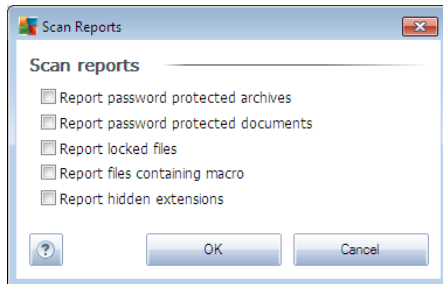 Scan Reports
Scan reports
Report password protected archives
Report password protected documents
Report locked files
Report files containing macro
Report hidden extensions
?
OK
Cancel